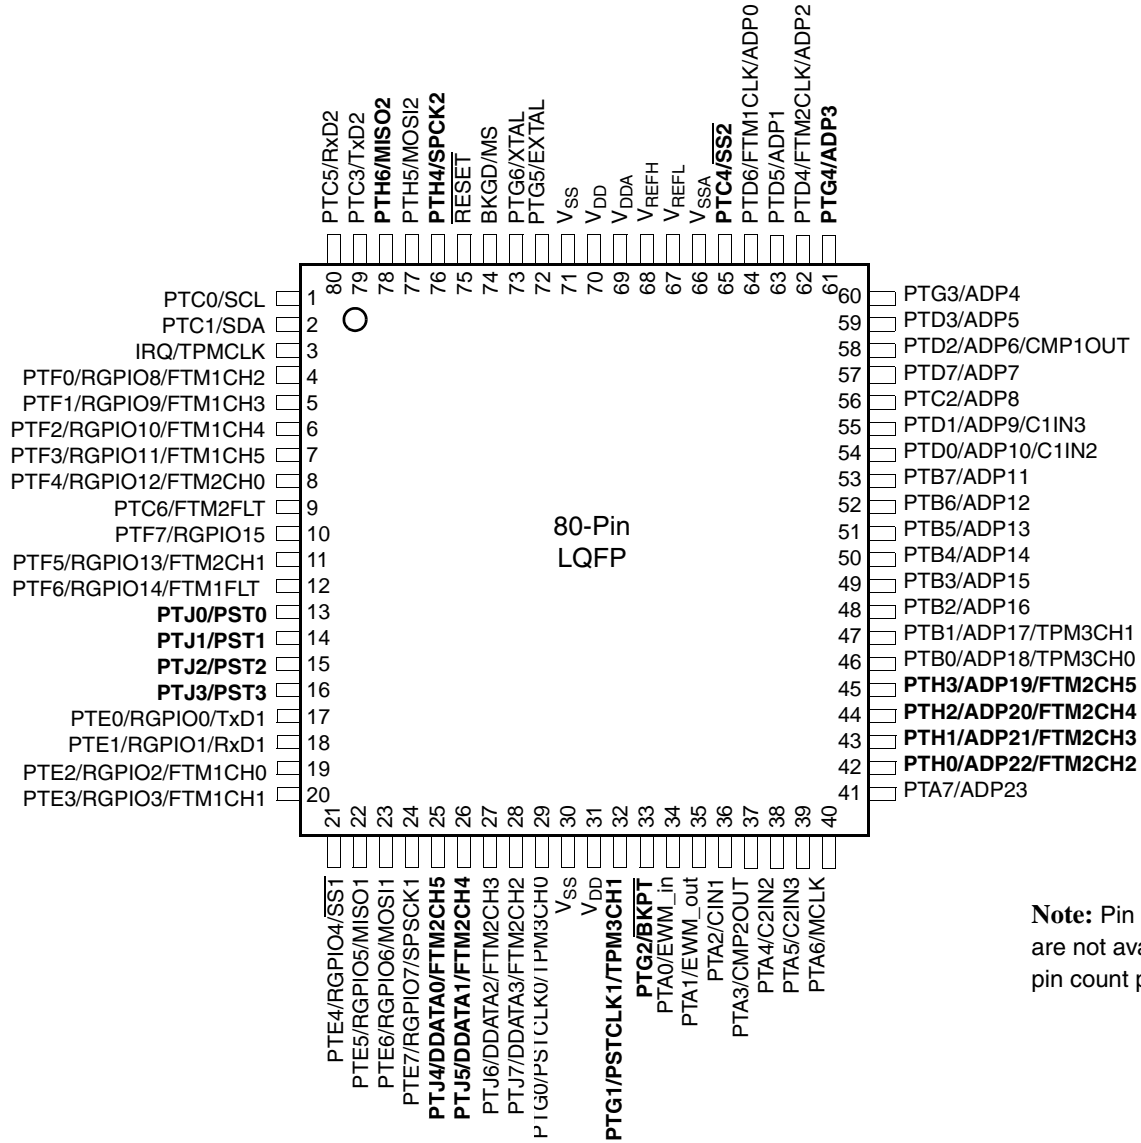 PTC5/RxD2
PTC3/TxD2
PTH6/MISO2
PTH5/MOSI2
PTH4/SPCK2
RESET
BKGD/MS
PTG6/XTAL
PTG5/EXTAL
VSS
VDD
VDDA
VREFH
VREFL
VSSA
PTC4/SS2
PTD6/FTM1CLK/ADP0
PTD5/ADP1
PTD4/FTM2CLK/ADP2
PTG4/ADP3
80
79
78
77
76
75
74
73
72
71
70
69
68
67
66
65
64
63
62
61
PTC0/SCL 1
PTC1/SDA 2
IRQ/TPMCLK 3
PTF0/RGPIO8/FTM1CH2 4
PTF1/RGPIO9/FTM1CH3 5
PTF2/RGPIO10/FTM1CH4 6
PTF3/RGPIO11/FTM1CH5 7
PTF4/RGPIO12/FTM2CH0 8
PTC6/FTM2FLT 9
PTF7/RGPIO15 10
PTF5/RGPIO13/FTM2CH1 11
PTF6/RGPIO14/FTM1FLT 12
PTJ0/PST0 13
PTJ1/PST1 14
PTJ2/PST2 15
PTJ3/PST3 16
PTE0/RGPIO0/TxD1 17
PTE1/RGPIO1/RxD1 18
PTE2/RGPIO2/FTM1CH0 19
PTE3/RGPIO3/FTM1CH1 20
80-Pin
LQFP
60 PTG3/ADP4
59 PTD3/ADP5
58 PTD2/ADP6/CMP1OUT
57 PTD7/ADP7
56 PTC2/ADP8
55 PTD1/ADP9/C1IN3
54 PTD0/ADP10/C1IN2
53 PTB7/ADP11
52 PTB6/ADP12
51 PTB5/ADP13
50 PTB4/ADP14
49 PTB3/ADP15
48 PTB2/ADP16
47 PTB1/ADP17/TPM3CH1
46 PTB0/ADP18/TPM3CH0
45 PTH3/ADP19/FTM2CH5
44 PTH2/ADP20/FTM2CH4
43 PTH1/ADP21/FTM2CH3
42 PTH0/ADP22/FTM2CH2
41 PTA7/ADP23
21
22
23
24
25
26
27
28
29
30
31
32
33
34
35
36
37
38
39
40
PTE4/RGPIO4/SS1
PTE5/RGPIO5/MISO1
PTE6/RGPIO6/MOSI1
PTE7/RGPIO7/SPSCK1
PTJ4/DDATA0/FTM2CH5
PTJ5/DDATA1/FTM2CH4
PTJ6/DDATA2/FTM2CH3
PTJ7/DDATA3/FTM2CH2
PTG0/PSTCLK0/TPM3CH0
VSS
VDD
PTG1/PSTCLK1/TPM3CH1
PTG2/BKPT
PTA0/EWM_in
PTA1/EWM_out
PTA2/CIN1
PTA3/CMP2OUT
PTA4/C2IN2
PTA5/C2IN3
PTA6/MCLK
Note: Pin
are not ava
pin count p